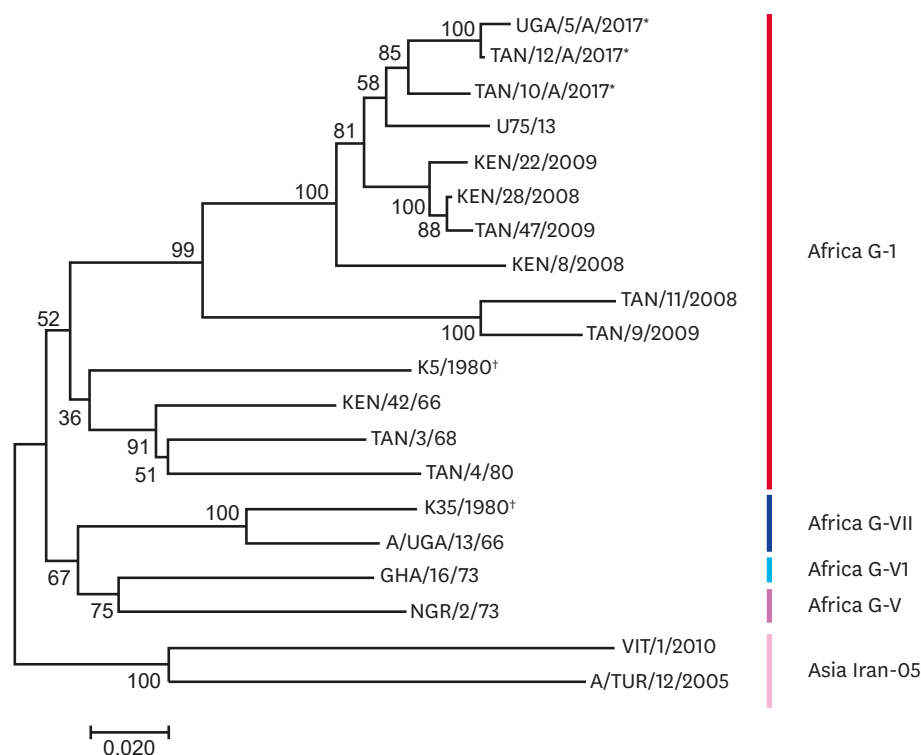 100
UGA/5/A/2017*
TAN/12/A/2017*
85
TAN/10/A/2017*
58
U75/13
81
KEN/22/2009
100
KEN/28/2008
100
88
TAN/47/2009
KEN/8/2008
99
Africa G-1
TAN/11/2008
100
TAN/9/2009
52
K5/1980†
36
KEN/42/66
91
TAN/3/68
51
TAN/4/80
K35/1980†
100
Africa G-VII
A/UGA/13/66
67
GHA/16/73
Africa G-V1
75
NGR/2/73
Africa G-V
VIT/1/2010
Asia Iran-05
100
A/TUR/12/2005
0.020